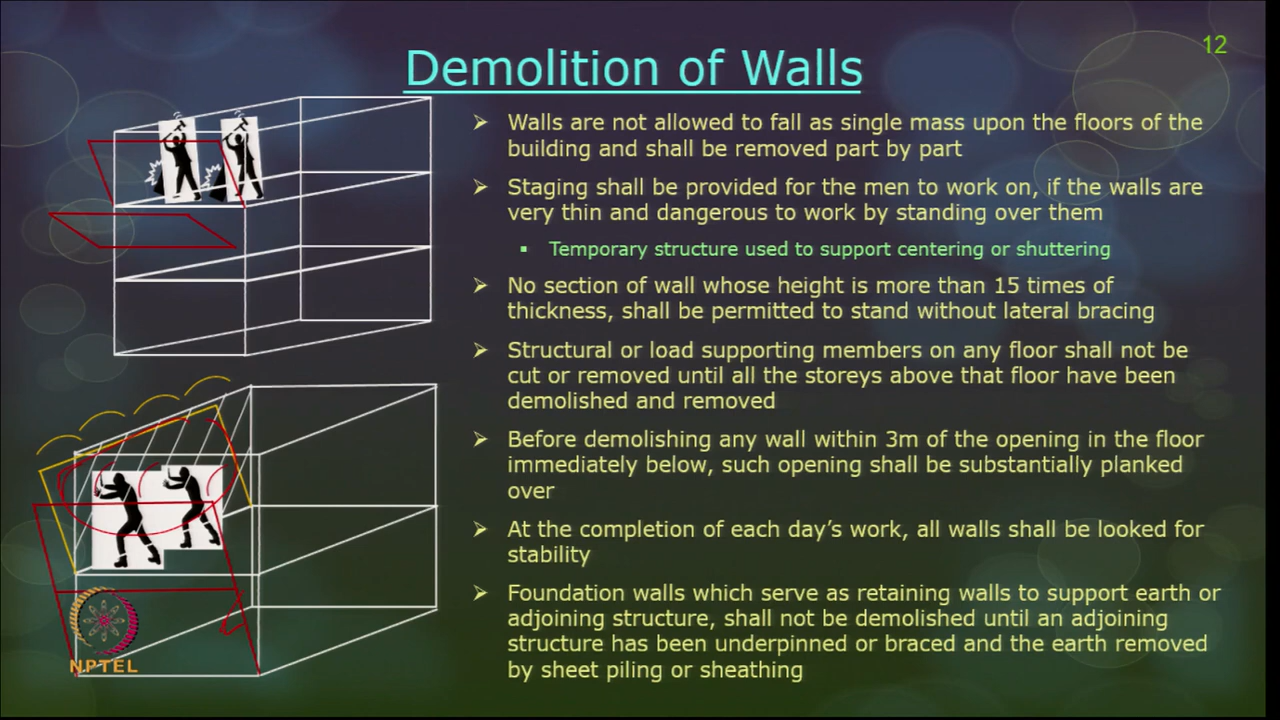 12
Demolition of Walls
➢ Walls are not allowed to fall as single mass upon the floors of the
building and shall be removed part by part
➢ Staging shall be provided for the men to work on, if the walls are
very thin and dangerous to work by standing over them
▪ Temporary structure used to support centering or shuttering
➢ No section of wall whose height is more than 15 times of
thickness, shall be permitted to stand without lateral bracing
➢ Structural or load supporting members on any floor shall not be
cut or removed until all the storeys above that floor have been
demolished and removed
➢ Before demolishing any wall within 3m of the opening in the floor
immediately below, such opening shall be substantially planked
over
➢ At the completion of each day’s work, all walls shall be looked for
stability
➢ Foundation walls which serve as retaining walls to support earth or
adjoining structure, shall not be demolished until an adjoining
structure has been underpinned or braced and the earth removed
by sheet piling or sheathing
NPTEL